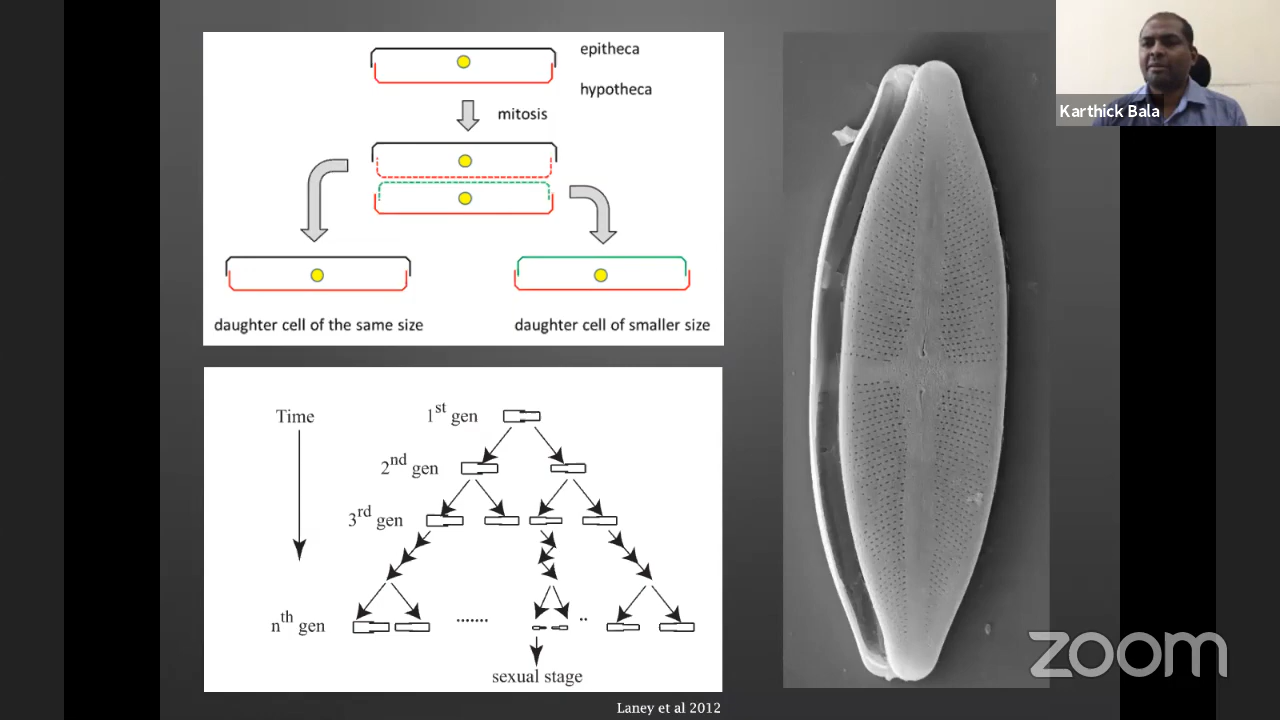 epitheca
hypotheca
mitosis
daughter cell of the same size
daughter cell of smaller size
Time
1st gen
2nd gen
3rd gen
nth gen
.......
..
sexual stage
Laney et al 2012
Karthick Bala
zoom